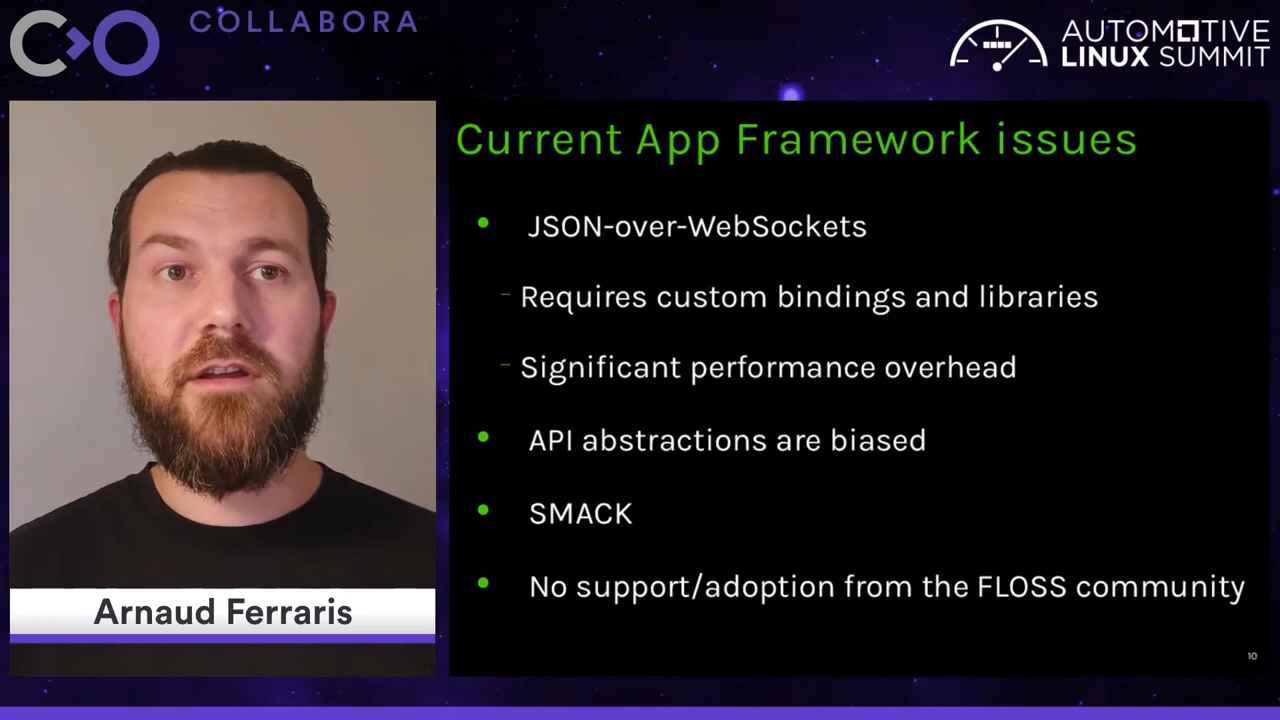 COLLABORA
AUTOMOTIVE
LINUX SUMMIT
Current App Framework issues
JSON-over-WebSockets
Requires custom bindings and libraries
Significant performance overhead
API abstractions are biased
SMACK
No support/adoption from the FLOSS community
10
Arnaud Ferraris